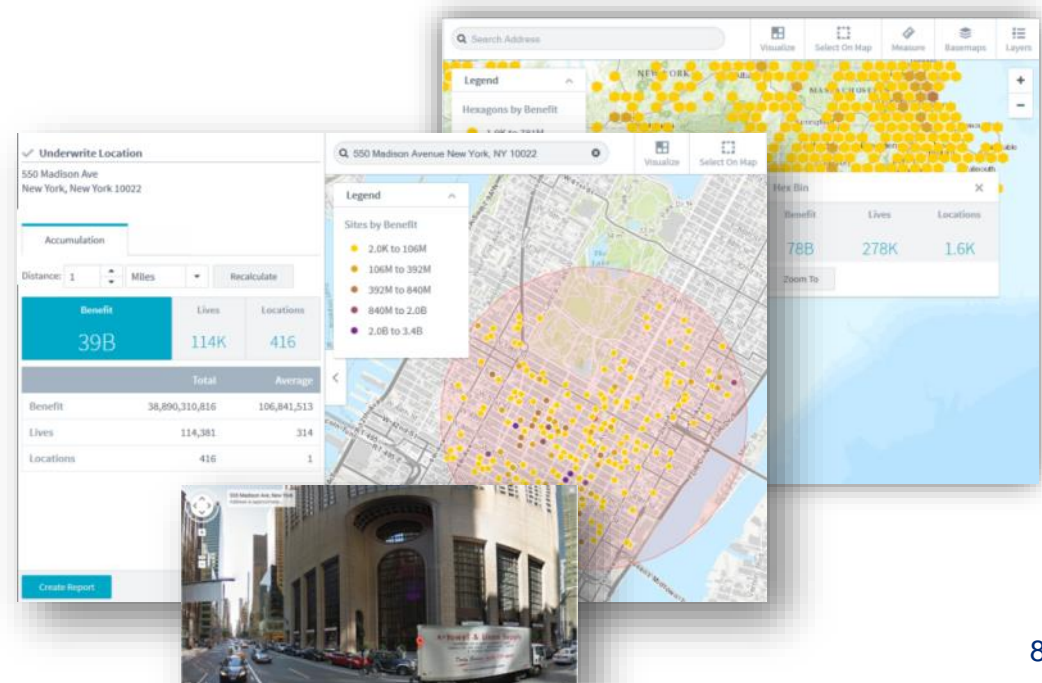 Search Address
Visualize
Select On Map
Measure
Basemaps
Layers
Legend
Hexagons by Benefit
NEW YORK
MASSACHUSETTS
+
−
Hex Bin
Benefit Lives Locations
78B 278K 1.6K
Zoom To
Underwrite Location
550 Madison Ave
New York, New York 10022
Accumulation
Distance: 1 Miles Recalculate
Benefit Lives Locations
39B 114K 416
Total Average
Benefit 38,890,310,816 106,841,513
Lives 114,381 314
Locations 416 1
Create Report
550 Madison Avenue New York, NY 10022
Visualize
Select On Map
Legend
Sites by Benefit
2.0K to 106M
106M to 392M
392M to 840M
840M to 2.0B
2.0B to 3.4B
The
Lake
8